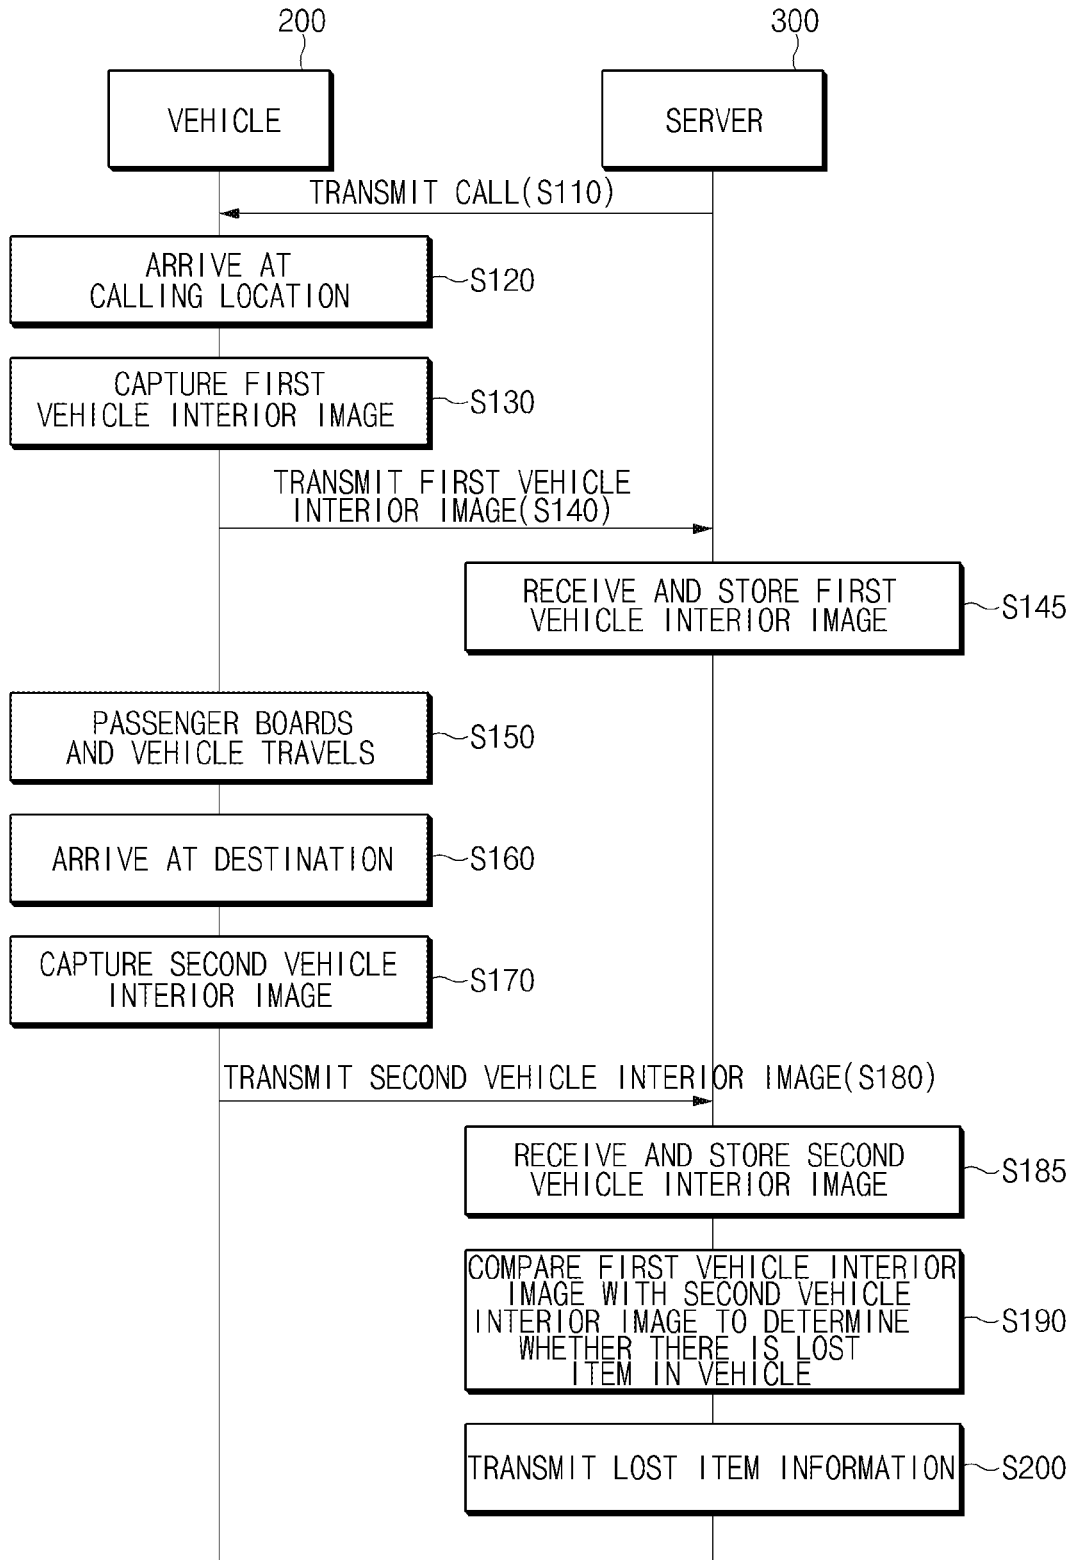 200
300
VEHICLE
SERVER
TRANSMIT CALL(S110)
ARRIVE AT
CALLING LOCATION
S120
CAPTURE FIRST
VEHICLE INTERIOR IMAGE
S130
TRANSMIT FIRST VEHICLE
INTERIOR IMAGE(S140)
RECEIVE AND STORE FIRST
VEHICLE INTERIOR IMAGE
S145
PASSENGER BOARDS
AND VEHICLE TRAVELS
S150
ARRIVE AT DESTINATION
S160
CAPTURE SECOND VEHICLE
INTERIOR IMAGE
S170
TRANSMIT SECOND VEHICLE INTERIOR IMAGE(S180)
RECEIVE AND STORE SECOND
VEHICLE INTERIOR IMAGE
S185
COMPARE FIRST VEHICLE INTERIOR
IMAGE WITH SECOND VEHICLE
INTERIOR IMAGE TO DETERMINE
WHETHER THERE IS LOST
ITEM IN VEHICLE
S190
TRANSMIT LOST ITEM INFORMATION
S200